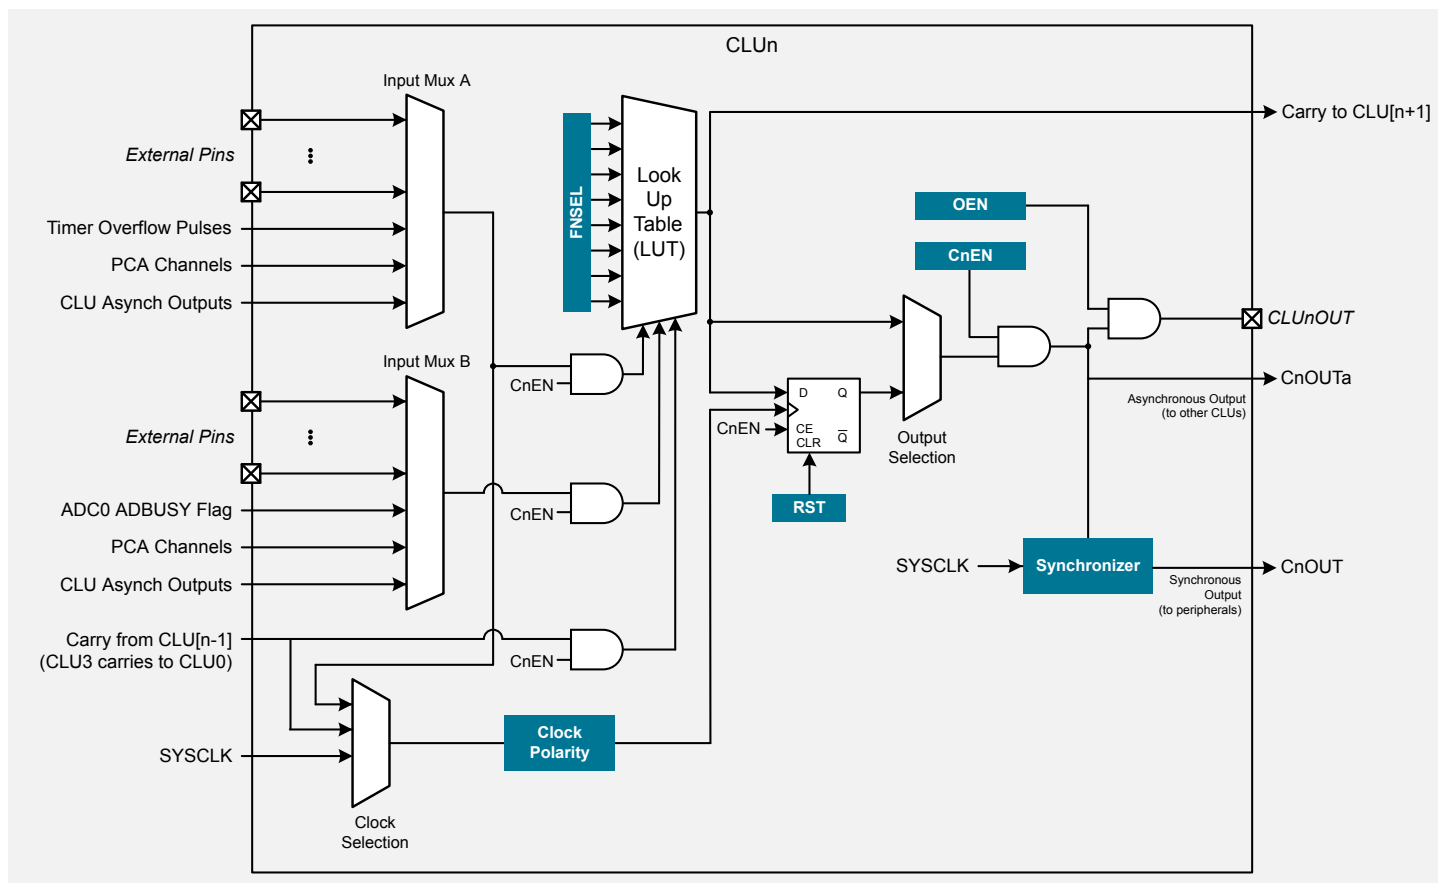 CLUn
Input Mux A
External Pins
Timer Overflow Pulses
PCA Channels
CLU Asynch Outputs
Input Mux B
External Pins
ADC0 ADBUSY Flag
PCA Channels
CLU Asynch Outputs
Carry from CLU[n-1]
(CLU3 carries to CLU0)
SYSCLK
Clock
Selection
Clock
Polarity
FNSEL
Look
Up
Table
(LUT)
CnEN
CnEN
CnEN
CnEN
D
Q
CE
CLR
Q
RST
Output
Selection
OEN
CnEN
SYSCLK
Synchronizer
Carry to CLU[n+1]
CLUnOUT
CnOUTa
Asynchronous Output
(to other CLUs)
CnOUT
Synchronous
Output
(to peripherals)